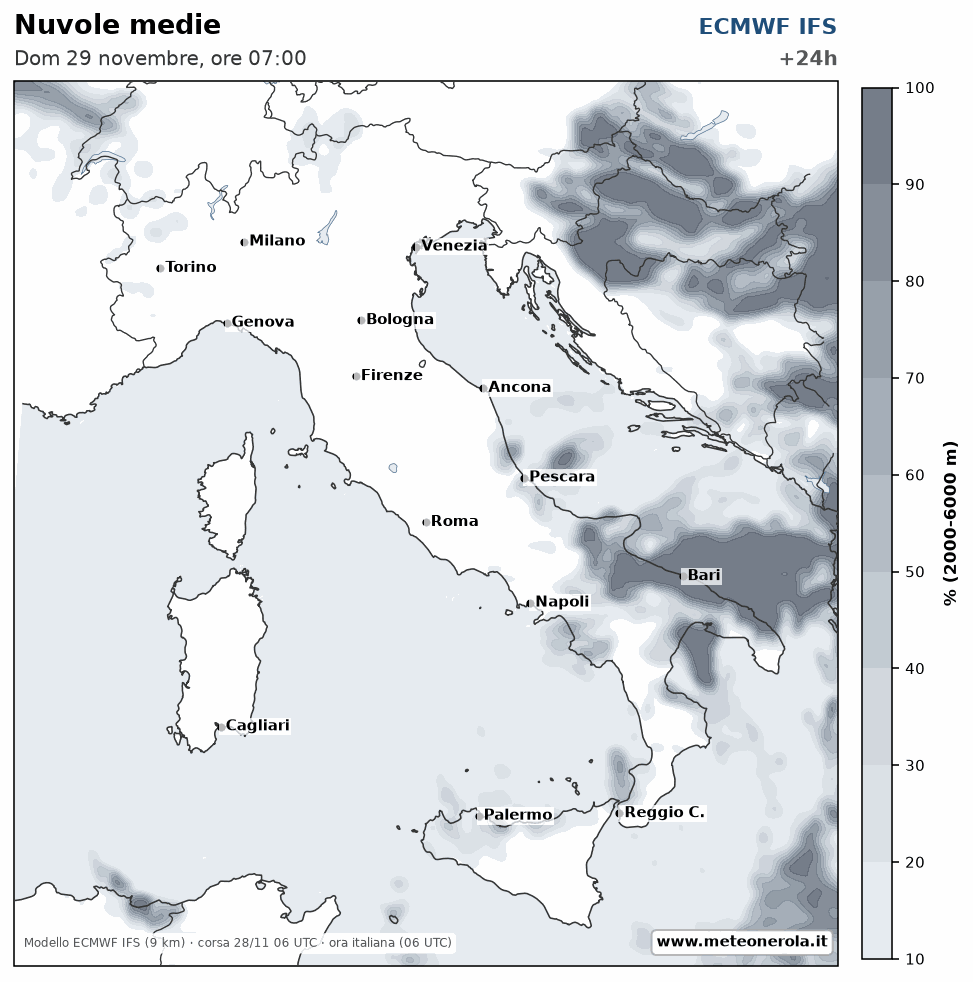 Nuvole medie
ECMWF IFS
Dom 29 novembre, ore 07:00
+24h
Milano
Venezia
Torino
Genova
Bologna
Firenze
Ancona
Pescara
Roma
Bari
Napoli
Cagliari
Palermo
Reggio C.
Modello ECMWF IFS (9 km) · corsa 28/11 06 UTC · ora italiana (06 UTC)
www.meteonerola.it
100
90
80
70
60
50
40
30
20
10
% (2000-6000 m)